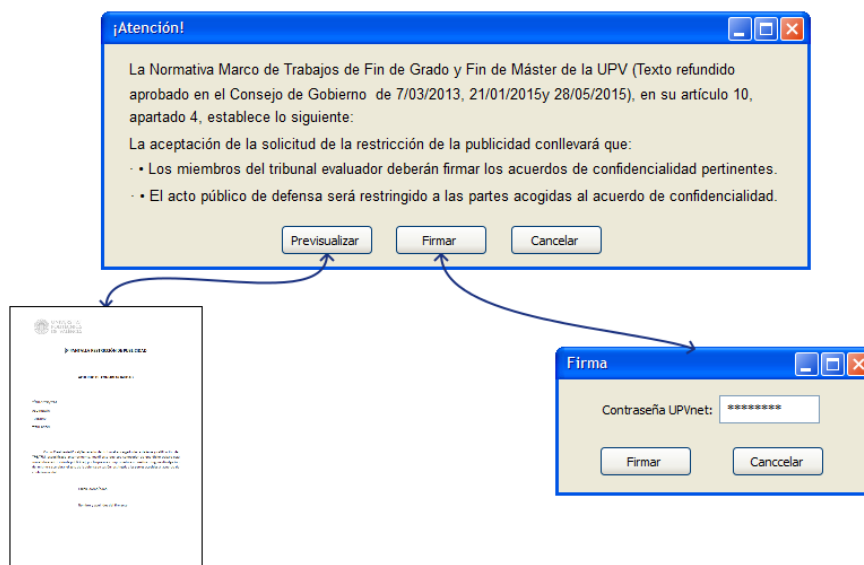 ¡Atención!
La Normativa Marco de Trabajos de Fin de Grado y Fin de Máster de la UPV (Texto refundido
aprobado en el Consejo de Gobierno de 7/03/2013, 21/01/2015y 28/05/2015), en su artículo 10,
apartado 4, establece lo siguiente:
La aceptación de la solicitud de la restricción de la publicidad conllevará que:
· • Los miembros del tribunal evaluador deberán firmar los acuerdos de confidencialidad pertinentes.
· • El acto público de defensa será restringido a las partes acogidas al acuerdo de confidencialidad.
Previsualizar Firmar Cancelar
Firma
Contraseña UPVnet: ********
Firmar Canccelar